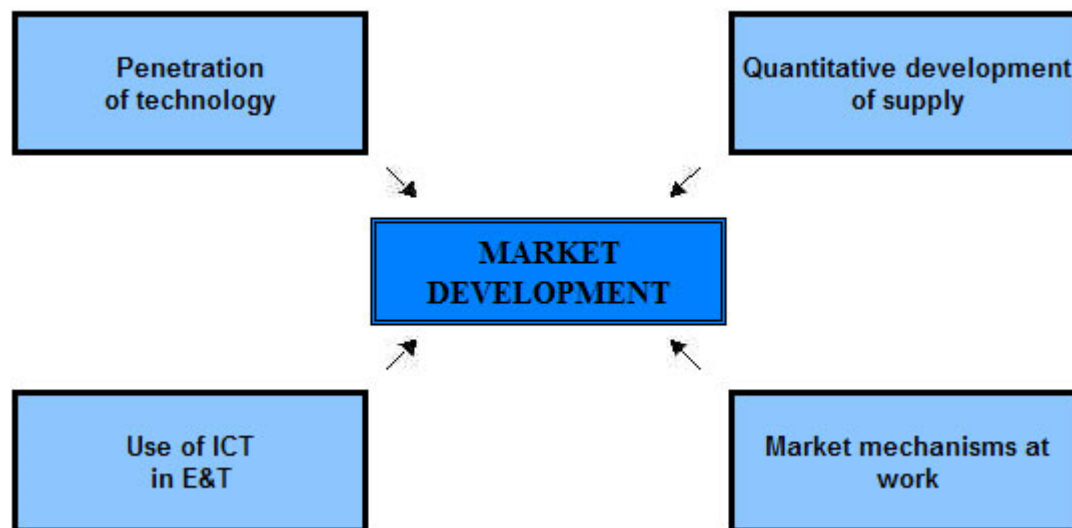 Penetration
of technology
Quantitative development
of supply
MARKET
DEVELOPMENT
Use of ICT
in E&T
Market mechanisms at
work